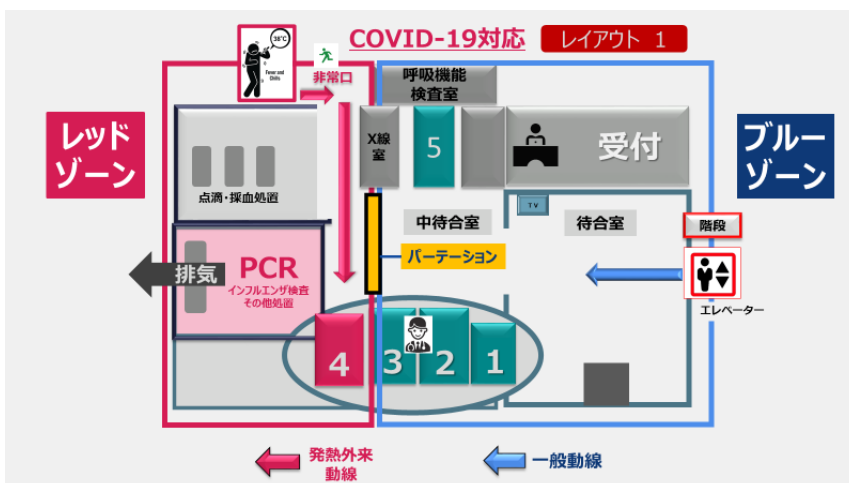 COVID-19対応
レイアウト 1
38°C
Fever and
Chills
非常口
呼吸機能
検査室
レッド
ゾーン
ブルー
ゾーン
X線
室
5
受付
点滴・採血処置
TV
中待合室
待合室
階段
パーテーション
排気
PCR
インフルエンザ検査
その他処置
エレベーター
4
3
2
1
発熱外来
動線
一般動線